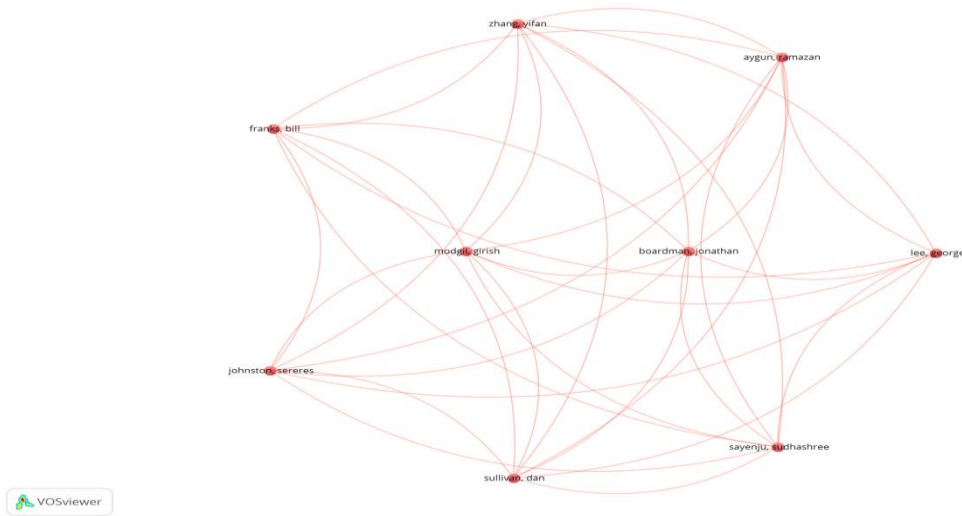 zhang, yifan
aygun, ramazan
franks, bill
modgil, girish
boardman, jonathan
lee, george
johnston, sereres
sayenju, sudhashree
sullivan, dan
VOSviewer